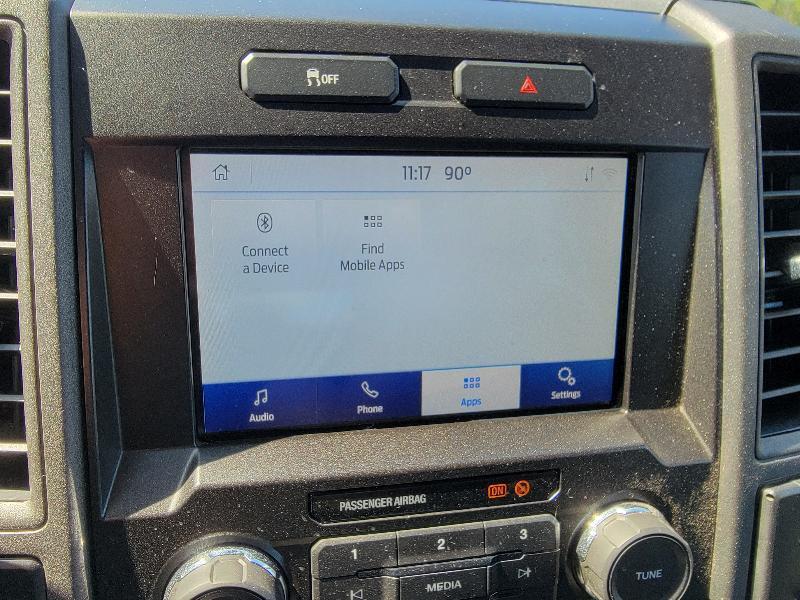 OFF
11:17 90º
Connect
a Device
Find
Mobile Apps
Audio
Phone
Apps
Settings
PASSENGER AIRBAG
ON
1 2 3
MEDIA
TUNE